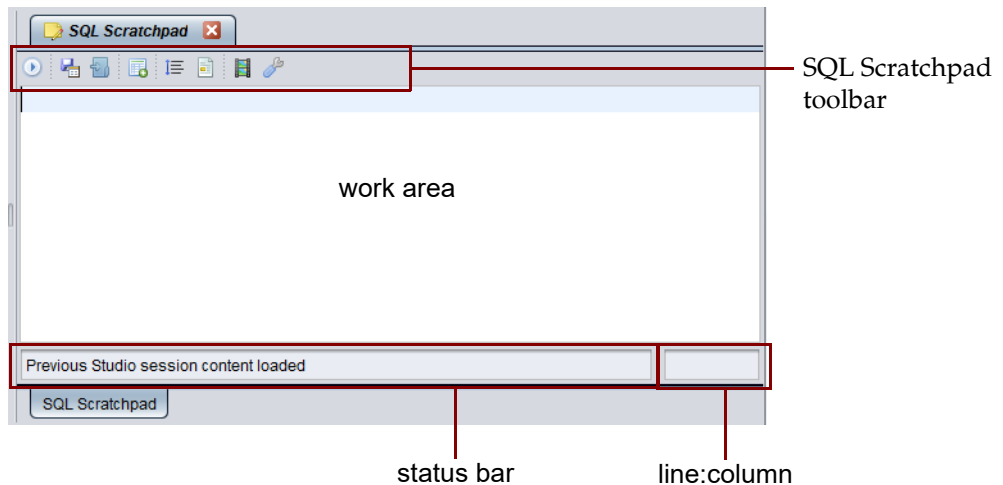 SQL Scratchpad
SQL Scratchpad
toolbar
work area
Previous Studio session content loaded
SQL Scratchpad
status bar
line:column